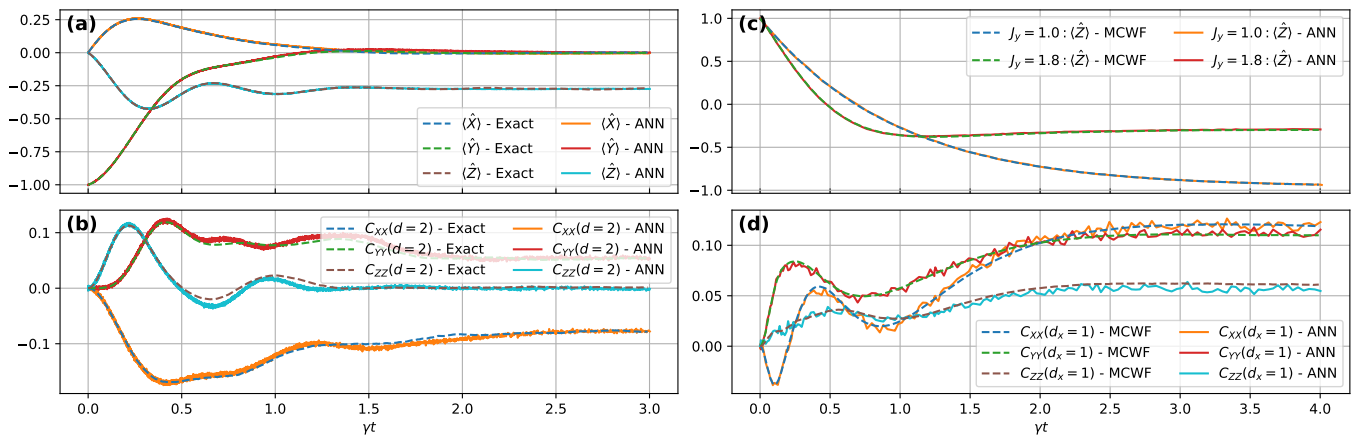 (a)
0.25
0.00
−0.25
−0.50
−0.75
−1.00
⟨X̂⟩ - Exact
⟨Ŷ⟩ - Exact
⟨Ẑ⟩ - Exact
⟨X̂⟩ - ANN
⟨Ŷ⟩ - ANN
⟨Ẑ⟩ - ANN
(b)
0.1
0.0
−0.1
C_XX(d = 2) - Exact
C_YY(d = 2) - Exact
C_ZZ(d = 2) - Exact
C_XX(d = 2) - ANN
C_YY(d = 2) - ANN
C_ZZ(d = 2) - ANN
0.0 0.5 1.0 1.5 2.0 2.5 3.0
γt
(c)
1.0
0.5
0.0
−0.5
−1.0
J_y = 1.0 : ⟨Ẑ⟩ - MCWF
J_y = 1.8 : ⟨Ẑ⟩ - MCWF
J_y = 1.0 : ⟨Ẑ⟩ - ANN
J_y = 1.8 : ⟨Ẑ⟩ - ANN
(d)
0.10
0.05
0.00
C_XX(d_x = 1) - MCWF
C_YY(d_x = 1) - MCWF
C_ZZ(d_x = 1) - MCWF
C_XX(d_x = 1) - ANN
C_YY(d_x = 1) - ANN
C_ZZ(d_x = 1) - ANN
0.0 0.5 1.0 1.5 2.0 2.5 3.0 3.5 4.0
γt